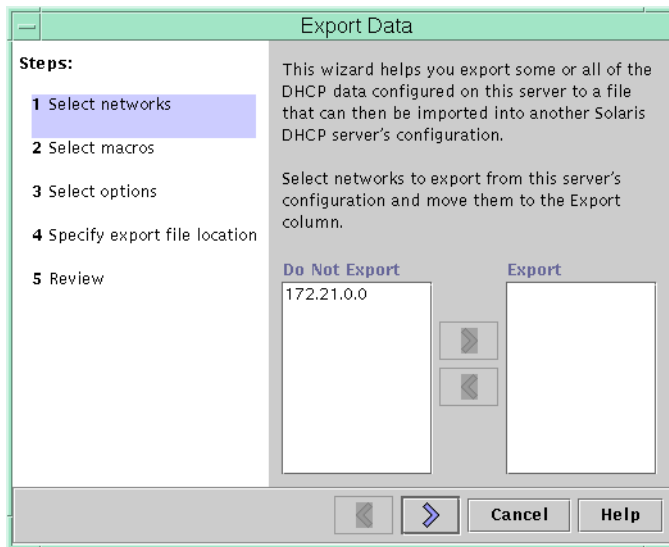 Export Data
Steps:
1 Select networks
2 Select macros
3 Select options
4 Specify export file location
5 Review
This wizard helps you export some or all of the
DHCP data configured on this server to a file
that can then be imported into another Solaris
DHCP server's configuration.
Select networks to export from this server's
configuration and move them to the Export
column.
Do Not Export
172.21.0.0
Export
Cancel
Help